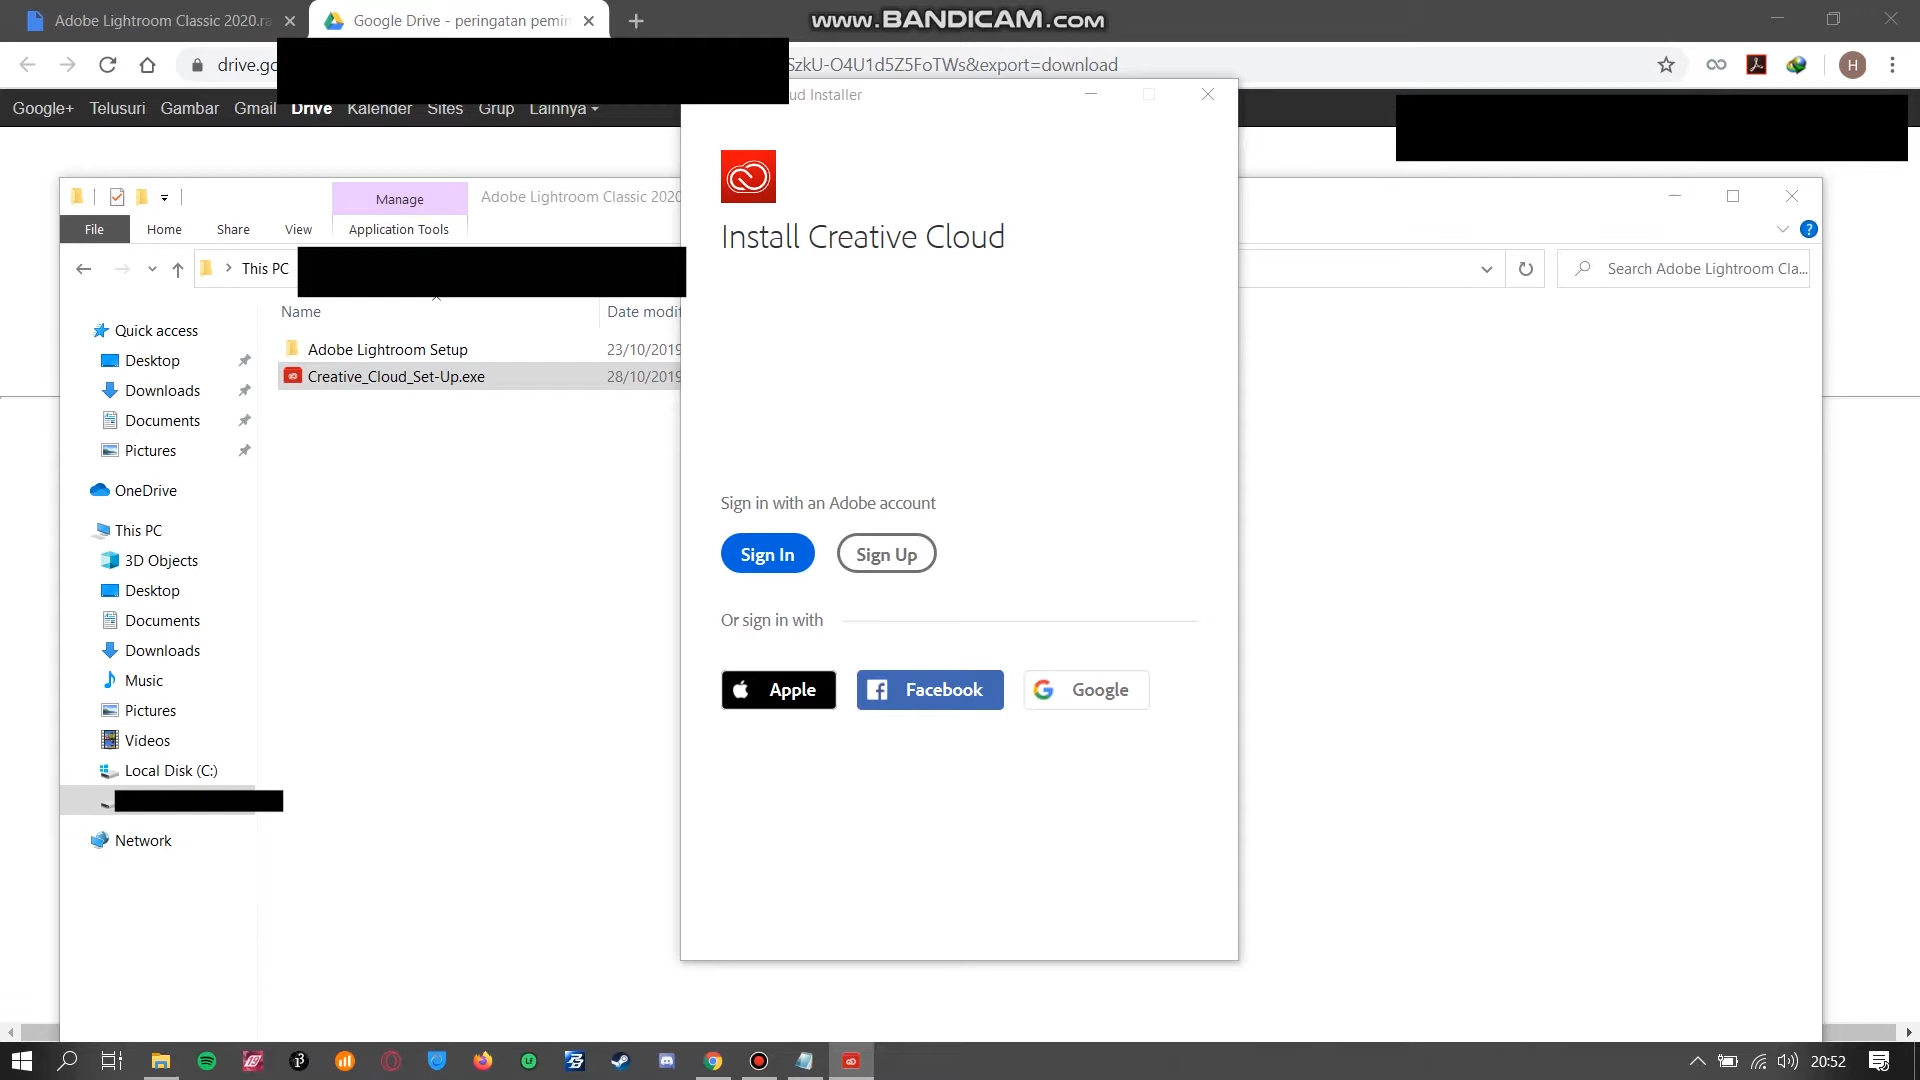 Adobe Lightroom Classic 2020.ra
Google Drive - peringatan pemin
www.BANDICAM.com
drive.go
SzkU-O4U1d5Z5FoTWs&export=download
H
Google+ Telusuri Gambar Gmail Drive Kalender Sites Grup Lainnya
ud Installer
Manage
Adobe Lightroom Classic 2020
File Home Share View Application Tools
This PC
Search Adobe Lightroom Cla...
Name
Date modif
Adobe Lightroom Setup
23/10/2019
Creative_Cloud_Set-Up.exe
28/10/2019
Quick access
Desktop
Downloads
Documents
Pictures
OneDrive
This PC
3D Objects
Desktop
Documents
Downloads
Music
Pictures
Videos
Local Disk (C:)
Network
Install Creative Cloud
Sign in with an Adobe account
Sign In
Sign Up
Or sign in with
Apple
Facebook
Google
20:52